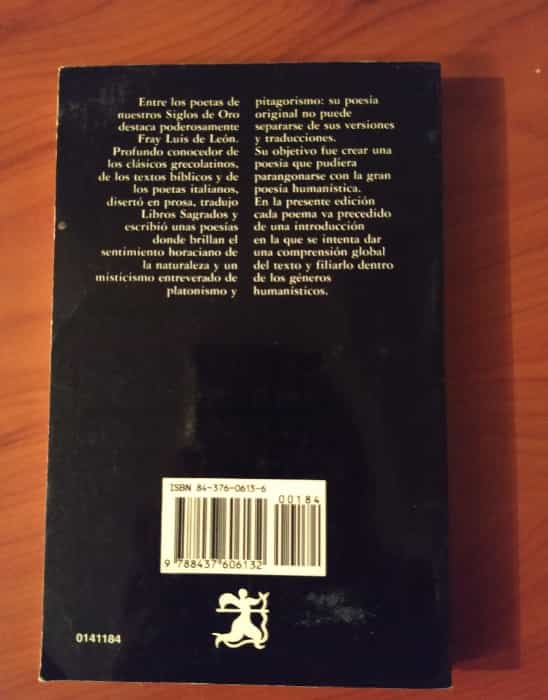 Entre los poetas de
nuestros Siglos de Oro
destaca poderosamente
Fray Luis de León.
Profundo conocedor de
los clásicos grecolatinos,
de los textos bíblicos y de
los poetas italianos,
disertó en prosa, tradujo
Libros Sagrados y
escribió unas poesías
donde brillan el
sentimiento horaciano de
la naturaleza y un
misticismo entreverado de
platonismo y
pitagorismo: su poesía
original no puede
separarse de sus versiones
y traducciones.
Su objetivo fue crear una
poesía que pudiera
parangonarse con la gran
poesía humanística.
En la presente edición
cada poema va precedido
de una introducción
en la que se intenta dar
una comprensión global
del texto y filiarlo dentro
de los géneros
humanísticos.
ISBN 84-376-0613-6
00184
9 788437 606132
0141184